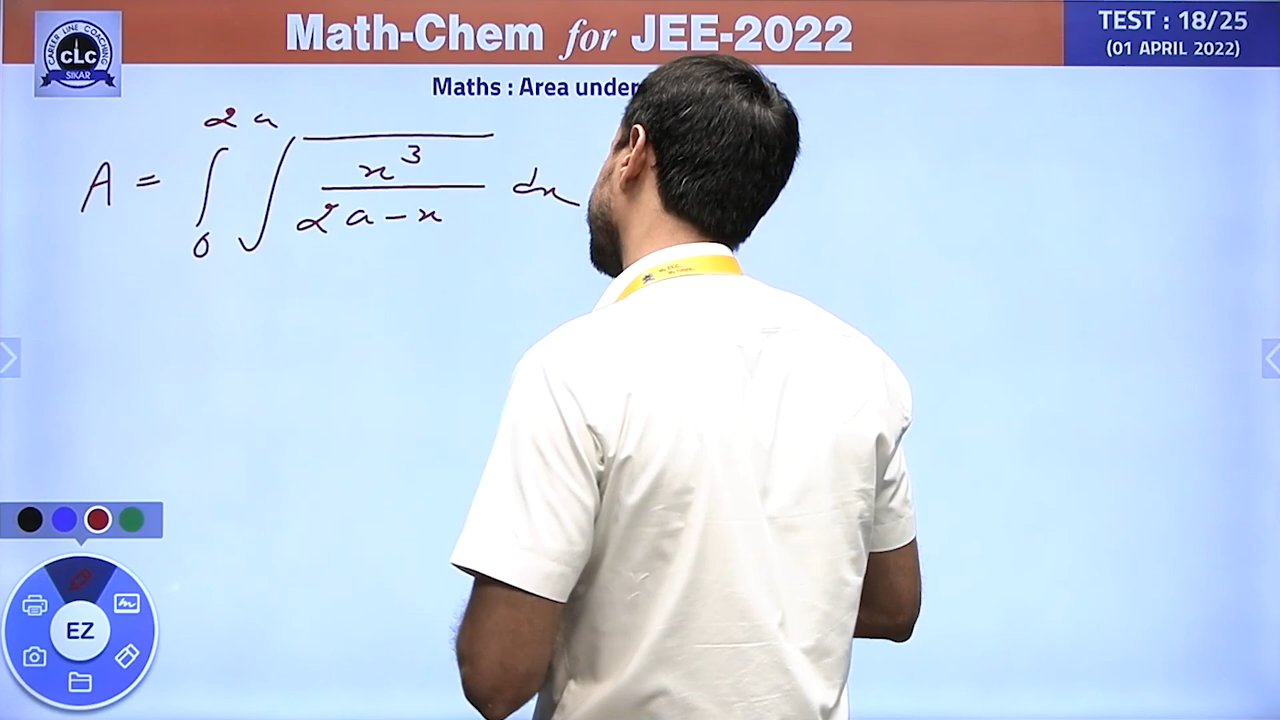 Math-Chem for JEE-2022
TEST : 18/25
(01 APRIL 2022)
CAREER LINE COACHING
CLC
SIKAR
Maths : Area under
A = ∫₀^{2a} √(x³/(2a-x)) dx
EZ